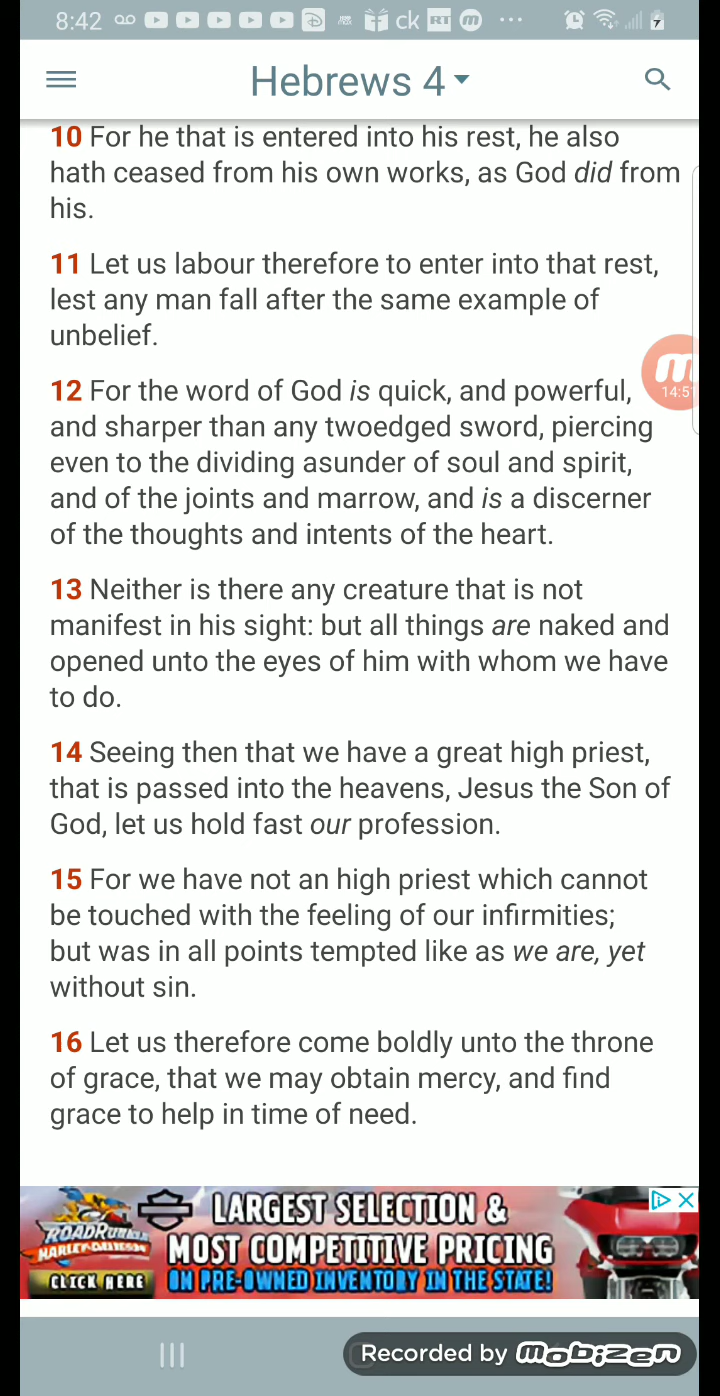 8:42 ck RT m ...
Hebrews 4
10 For he that is entered into his rest, he also
hath ceased from his own works, as God did from
his.
11 Let us labour therefore to enter into that rest,
lest any man fall after the same example of
unbelief.
m
14:51
12 For the word of God is quick, and powerful,
and sharper than any twoedged sword, piercing
even to the dividing asunder of soul and spirit,
and of the joints and marrow, and is a discerner
of the thoughts and intents of the heart.
13 Neither is there any creature that is not
manifest in his sight: but all things are naked and
opened unto the eyes of him with whom we have
to do.
14 Seeing then that we have a great high priest,
that is passed into the heavens, Jesus the Son of
God, let us hold fast our profession.
15 For we have not an high priest which cannot
be touched with the feeling of our infirmities;
but was in all points tempted like as we are, yet
without sin.
16 Let us therefore come boldly unto the throne
of grace, that we may obtain mercy, and find
grace to help in time of need.
ROADRUNNER
HARLEY-DAVIDSON
CLICK HERE
LARGEST SELECTION &
MOST COMPETITIVE PRICING
ON PRE-OWNED INVENTORY IN THE STATE!
Recorded by mobizen